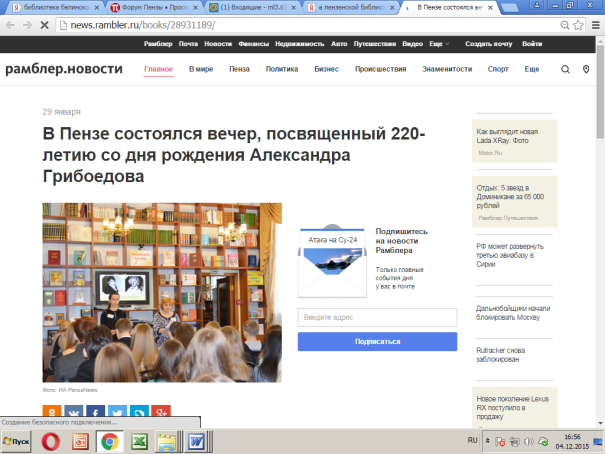 библиотека белинско
Форум Пензы • Просм
(1) Входящие - ml3.6
в пензенской библиот
В Пензе состоялся веч
news.rambler.ru/books/28931189/
Рамблер Почта Новости Финансы Недвижимость Авто Путешествия Видео Еще Создать почту Войти
рамблер.новости
Главное В мире Пенза Политика Бизнес Происшествия Знаменитости Спорт Еще
29 января
В Пензе состоялся вечер, посвященный 220-
летию со дня рождения Александра
Грибоедова
Фото: ИА PenzaNews
Атака на Су-24
Подпишитесь
на новости
Рамблера
Только главные
события дня
у вас в почте
Введите адрес
Подписаться
Как выглядит новая
Lada XRay. Фото
Motor.Ru
Отдых: 5 звезд в
Доминикане за 65 000
рублей
Рамблер Путешествия
РФ может развернуть
третью авиабазу в
Сирии
Дальнобойщики начали
блокировать Москву
Rutracker снова
заблокирован
Новое поколение Lexus
RX поступило в
продажу
Создание безопасного подключения...
Пуск
RU
16:56
04.12.2015